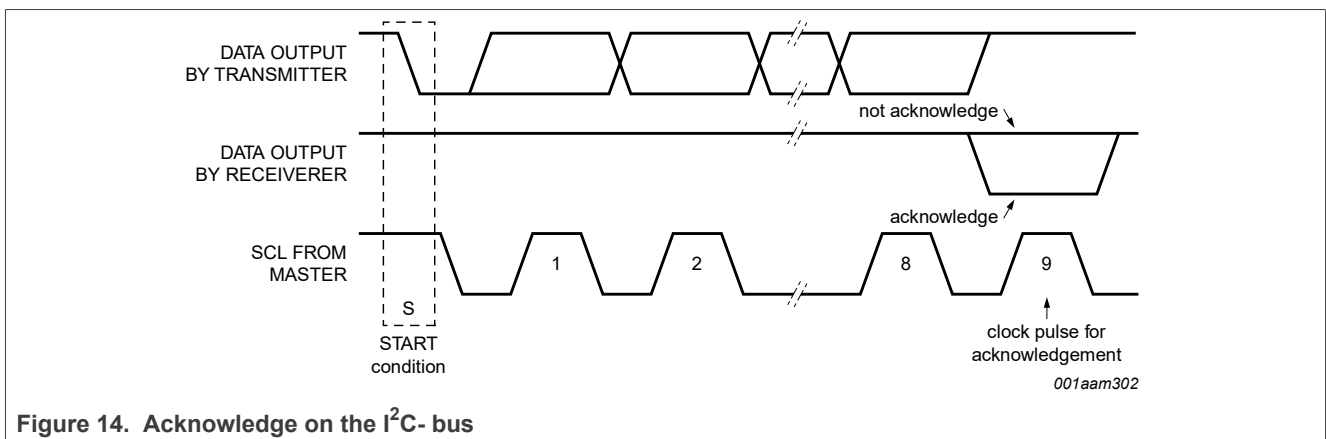 DATA OUTPUT
BY TRANSMITTER
not acknowledge
DATA OUTPUT
BY RECEIVERER
acknowledge
SCL FROM
MASTER
1
2
8
9
S
START
condition
clock pulse for
acknowledgement
001aam302
Figure 14. Acknowledge on the I²C- bus